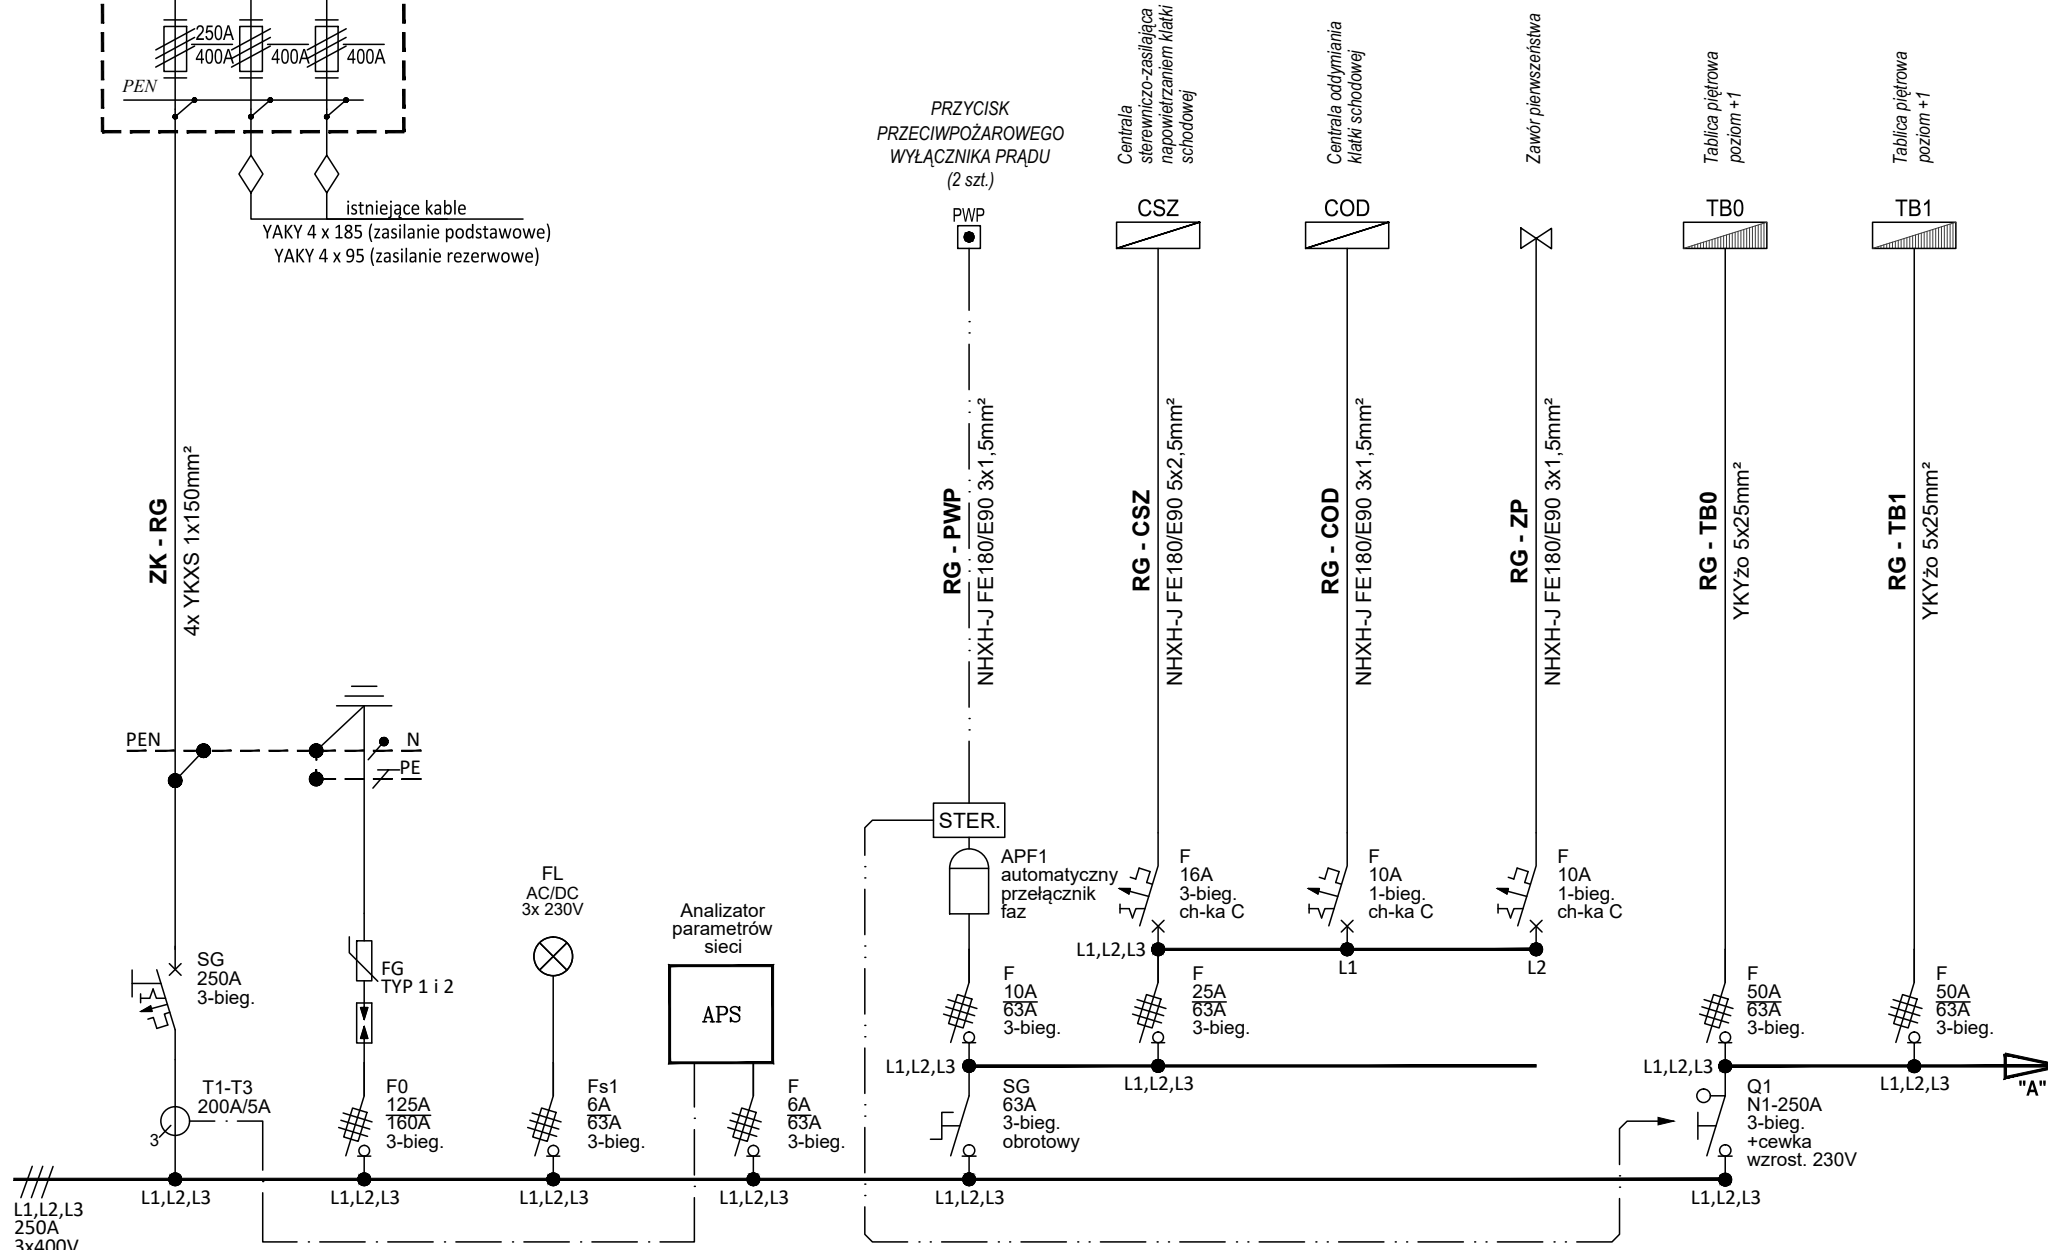 250A
400A
400A
400A
PEN
istniejące kable
YAKY 4 x 185 (zasilanie podstawowe)
YAKY 4 x 95 (zasilanie rezerwowe)
ZK - RG
4x YKXS 1x150mm²
PEN
N
PE
SG
250A
3-bieg.
T1-T3
200A/5A
3
L1,L2,L3
250A
3x400V
L1,L2,L3
FG
TYP 1 i 2
F0
125A
160A
3-bieg.
L1,L2,L3
FL
AC/DC
3x 230V
Fs1
6A
63A
3-bieg.
L1,L2,L3
Analizator
parametrów
sieci
APS
F
6A
63A
3-bieg.
L1,L2,L3
PRZYCISK
PRZECIWPOŻAROWEGO
WYŁĄCZNIKA PRĄDU
(2 szt.)
PWP
RG - PWP
NHXH-J FE180/E90 3x1,5mm²
STER.
APF1
automatyczny
przełącznik
faz
F
10A
63A
3-bieg.
L1,L2,L3
SG
63A
3-bieg.
obrotowy
L1,L2,L3
Centrala
sterewniczo-zasilająca
napowietrzaniem klatki
schodowej
CSZ
RG - CSZ
NHXH-J FE180/E90 5x2,5mm²
F
16A
3-bieg.
ch-ka C
L1,L2,L3
F
25A
63A
3-bieg.
L1,L2,L3
Centrala oddymiania
klatki schodowej
COD
RG - COD
NHXH-J FE180/E90 3x1,5mm²
F
10A
1-bieg.
ch-ka C
L1
Zawór pierwszeństwa
RG - ZP
NHXH-J FE180/E90 3x1,5mm²
F
10A
1-bieg.
ch-ka C
L2
Tablica piętrowa
poziom +1
TB0
RG - TB0
YKYżo 5x25mm²
F
50A
63A
3-bieg.
L1,L2,L3
Q1
N1-250A
3-bieg.
+cewka
wzrost. 230V
L1,L2,L3
Tablica piętrowa
poziom +1
TB1
RG - TB1
YKYżo 5x25mm²
F
50A
63A
3-bieg.
L1,L2,L3
"A"